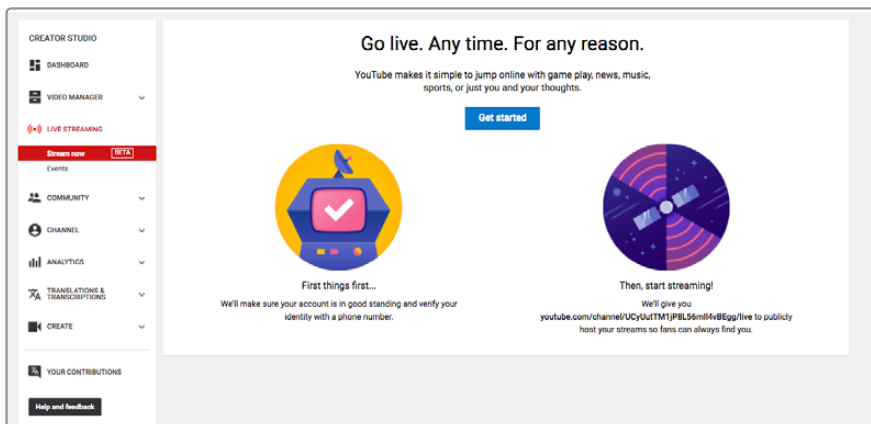 CREATOR STUDIO
DASHBOARD
VIDEO MANAGER
LIVE STREAMING
Stream now BETA
Events
COMMUNITY
CHANNEL
ANALYTICS
TRANSLATIONS &
TRANSCRIPTIONS
CREATE
YOUR CONTRIBUTIONS
Help and feedback
Go live. Any time. For any reason.
YouTube makes it simple to jump online with game play, news, music,
sports, or just you and your thoughts.
Get started
First things first...
We'll make sure your account is in good standing and verify your
identity with a phone number.
Then, start streaming!
We'll give you
youtube.com/channel/UCyUutTM1jP8L56mll4vBEgg/live to publicly
host your streams so fans can always find you.